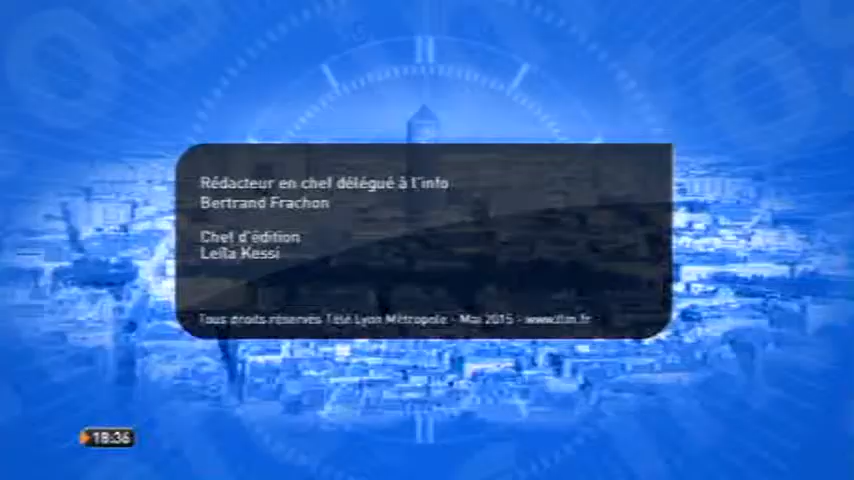 Rédacteur en chef délégué à l'info
Bertrand Frachon
Chef d'édition
Leïla Kessi
Tous droits réservés Télé Lyon Métropole - Mai 2015 - www.tlm.fr
18:36